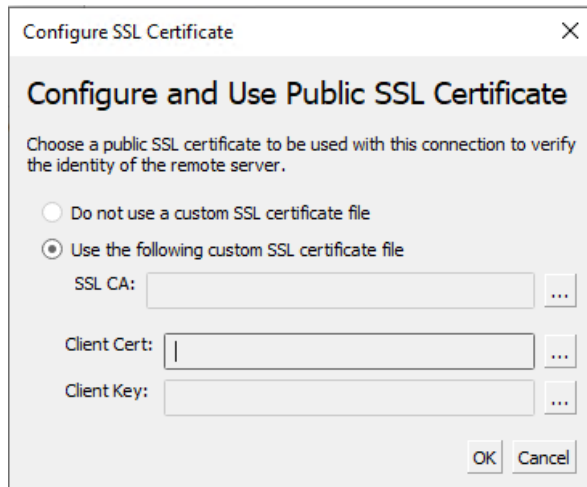 Configure SSL Certificate
Configure and Use Public SSL Certificate
Choose a public SSL certificate to be used with this connection to verify
the identity of the remote server.
Do not use a custom SSL certificate file
Use the following custom SSL certificate file
SSL CA:
...
Client Cert:
...
Client Key:
...
OK Cancel